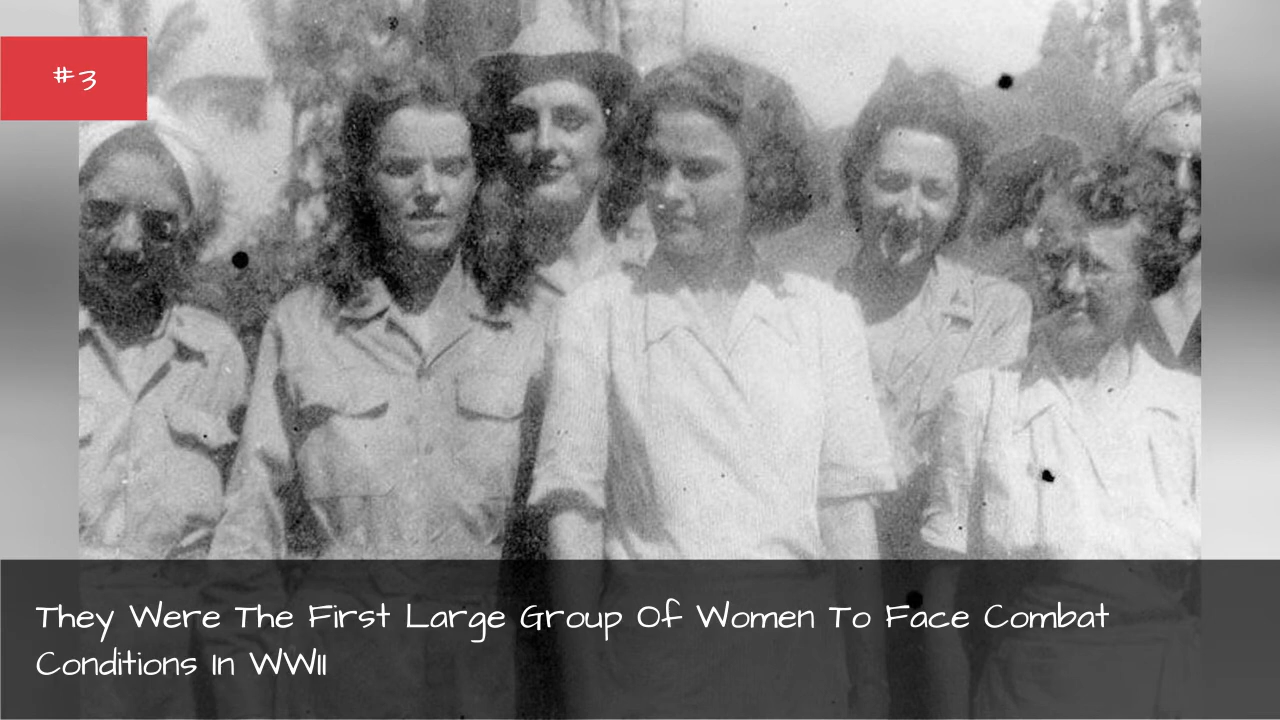 #3
They Were The First Large Group Of Women To Face Combat
Conditions In WWII